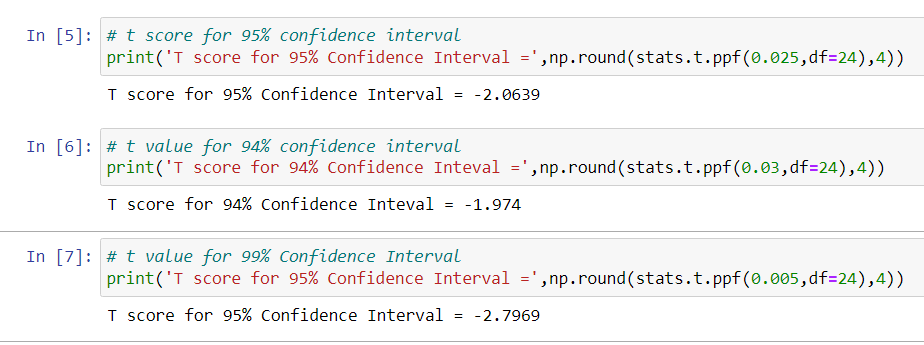 In [5]: # t score for 95% confidence interval
print('T score for 95% Confidence Interval =',np.round(stats.t.ppf(0.025,df=24),4))
T score for 95% Confidence Interval = -2.0639
In [6]: # t value for 94% confidence interval
print('T score for 94% Confidence Inteval =',np.round(stats.t.ppf(0.03,df=24),4))
T score for 94% Confidence Inteval = -1.974
In [7]: # t value for 99% Confidence Interval
print('T score for 95% Confidence Interval =',np.round(stats.t.ppf(0.005,df=24),4))
T score for 95% Confidence Interval = -2.7969